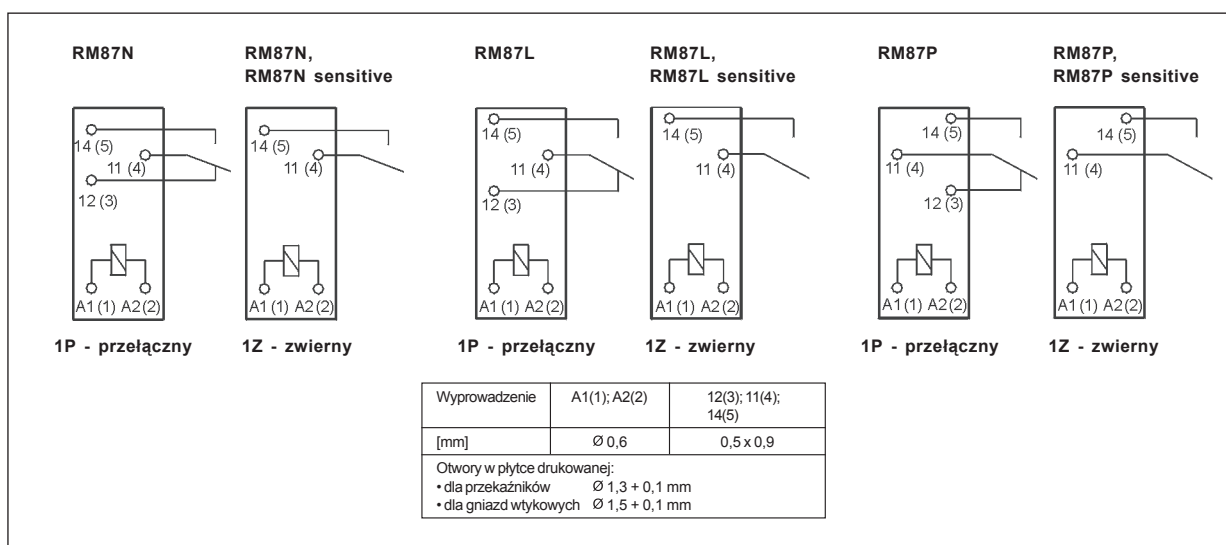 RM87N
RM87N,
RM87N sensitive
RM87L
RM87L,
RM87L sensitive
RM87P
RM87P,
RM87P sensitive
14 (5)
11 (4)
12 (3)
A1 (1) A2 (2)
1P - przełączny
14 (5)
11 (4)
A1 (1) A2 (2)
1Z - zwierny
14 (5)
11 (4)
12 (3)
A1 (1) A2 (2)
1P - przełączny
14 (5)
11 (4)
A1 (1) A2 (2)
1Z - zwierny
14 (5)
11 (4)
12 (3)
A1 (1) A2 (2)
1P - przełączny
14 (5)
11 (4)
A1 (1) A2 (2)
1Z - zwierny
Wyprowadzenie A1(1); A2(2) 12(3); 11(4);
14(5)
[mm] Ø 0,6 0,5 x 0,9
Otwory w płytce drukowanej:
• dla przekaźników Ø 1,3 + 0,1 mm
• dla gniazd wtykowych Ø 1,5 + 0,1 mm